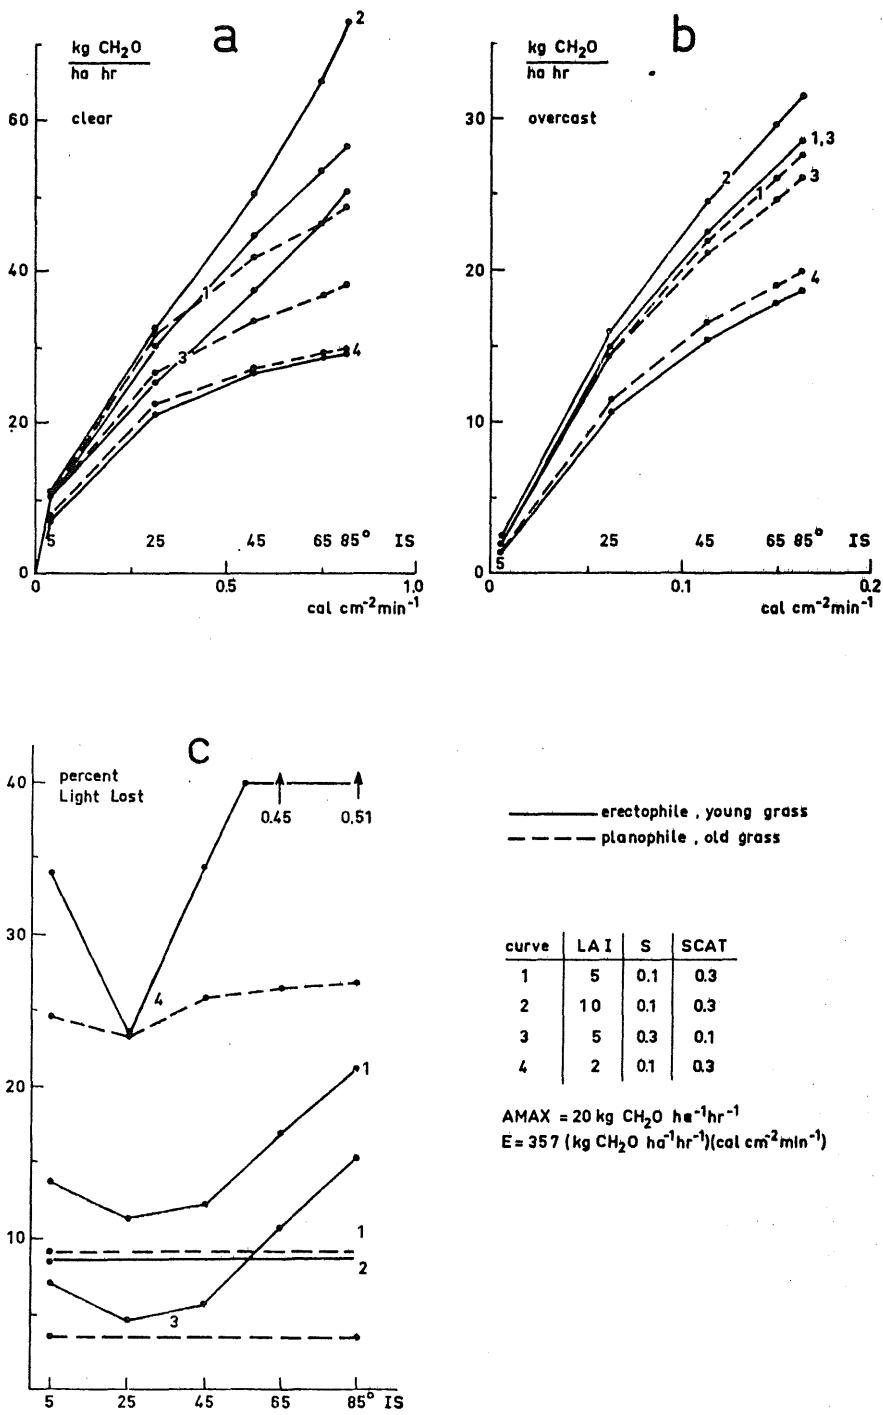 a
kg CH₂O
ha hr
clear
60
40
20
0
2
1
3
4
5 25 45 65 85° IS
0 0.5 1.0
cal cm⁻²min⁻¹
b
kg CH₂O
ha hr
overcast
30
20
10
0
2
1,3
1
3
4
5
25 45 65 85° IS
0 0.1 0.2
cal cm⁻²min⁻¹
c
percent
Light Lost
40
30
20
10
0.45 0,51
4
1
1
2
3
5 25 45 65 85° IS
erectophile , young grass
planophile , old grass
curve LAI S SCAT
1 5 0.1 0.3
2 10 0.1 0.3
3 5 0.3 0.1
4 2 0.1 0.3
AMAX = 20 kg CH₂O ha⁻¹hr⁻¹
E = 357 (kg CH₂O ha⁻¹hr⁻¹)(cal cm⁻²min⁻¹)